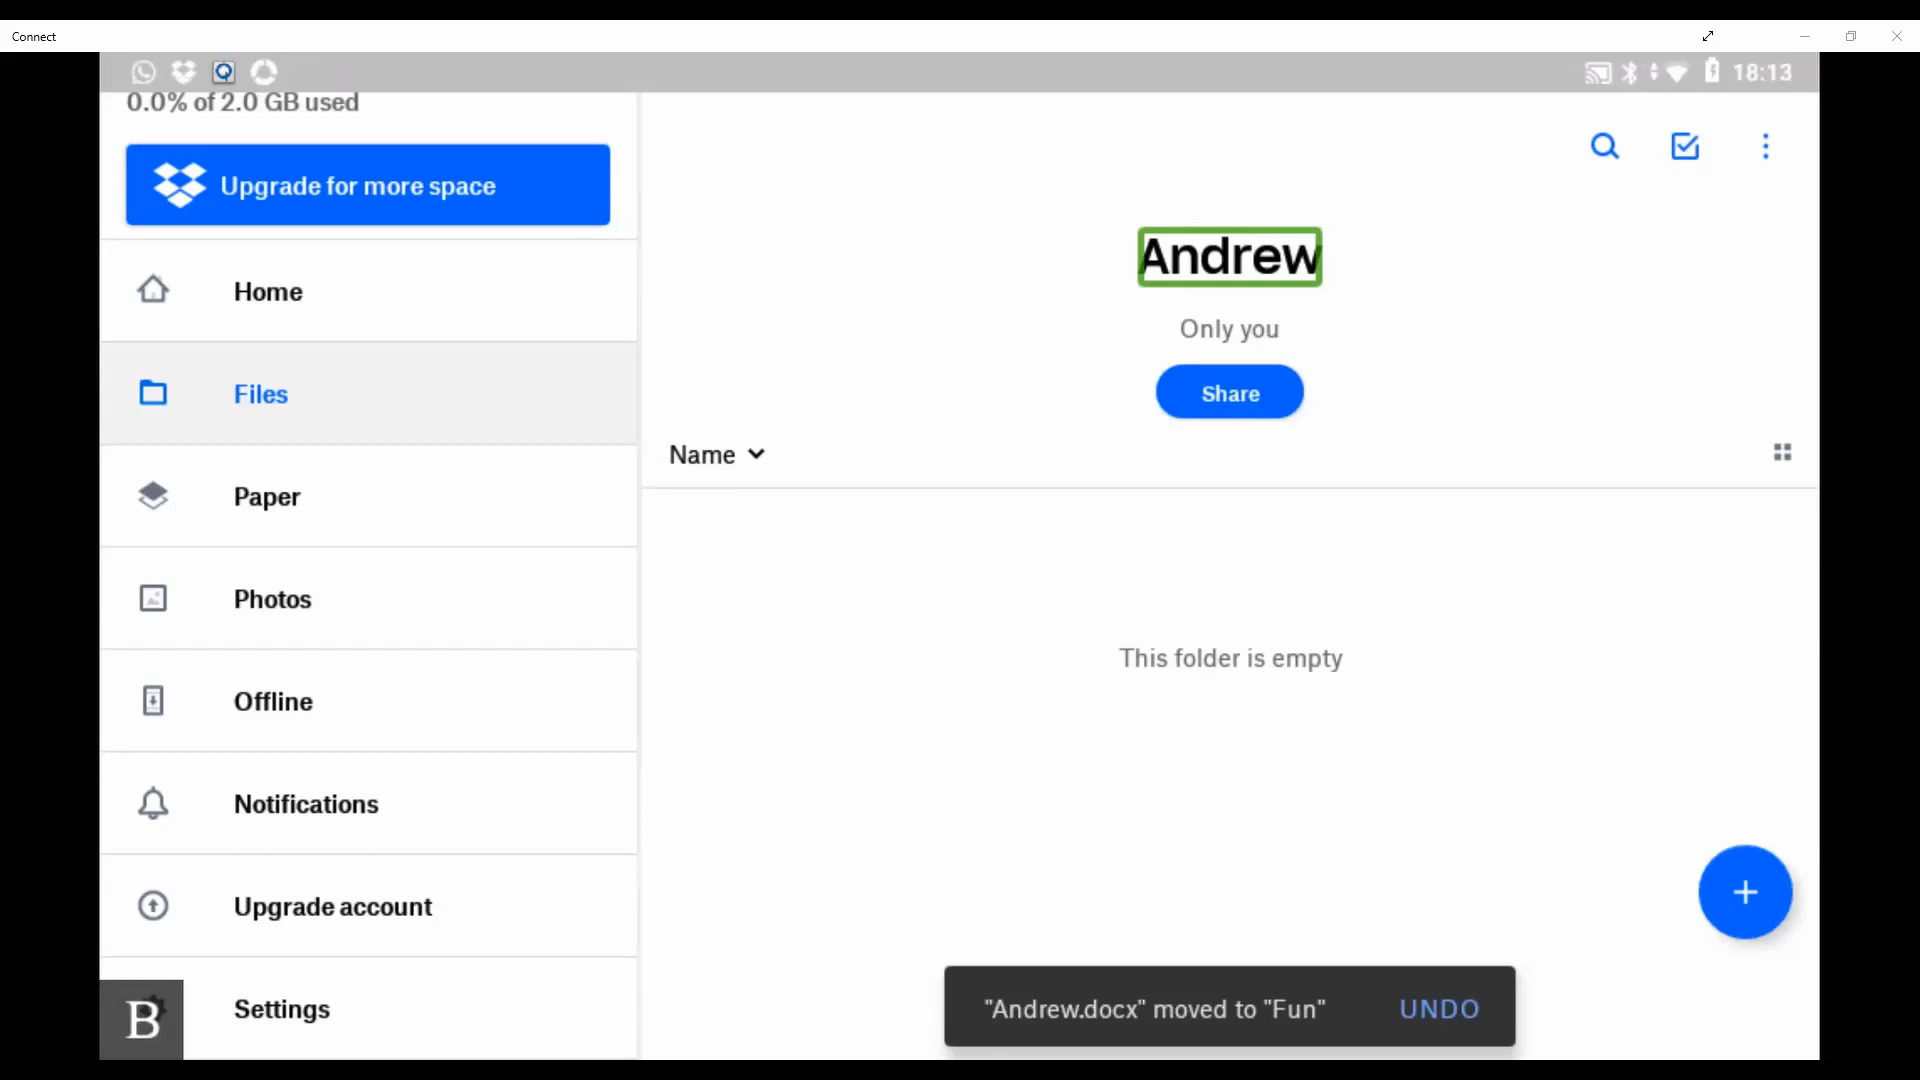 Connect
18:13
0.0% of 2.0 GB used
Upgrade for more space
Home
Files
Paper
Photos
Offline
Notifications
Upgrade account
Settings
B
Andrew
Only you
Share
Name
This folder is empty
"Andrew.docx" moved to "Fun" UNDO